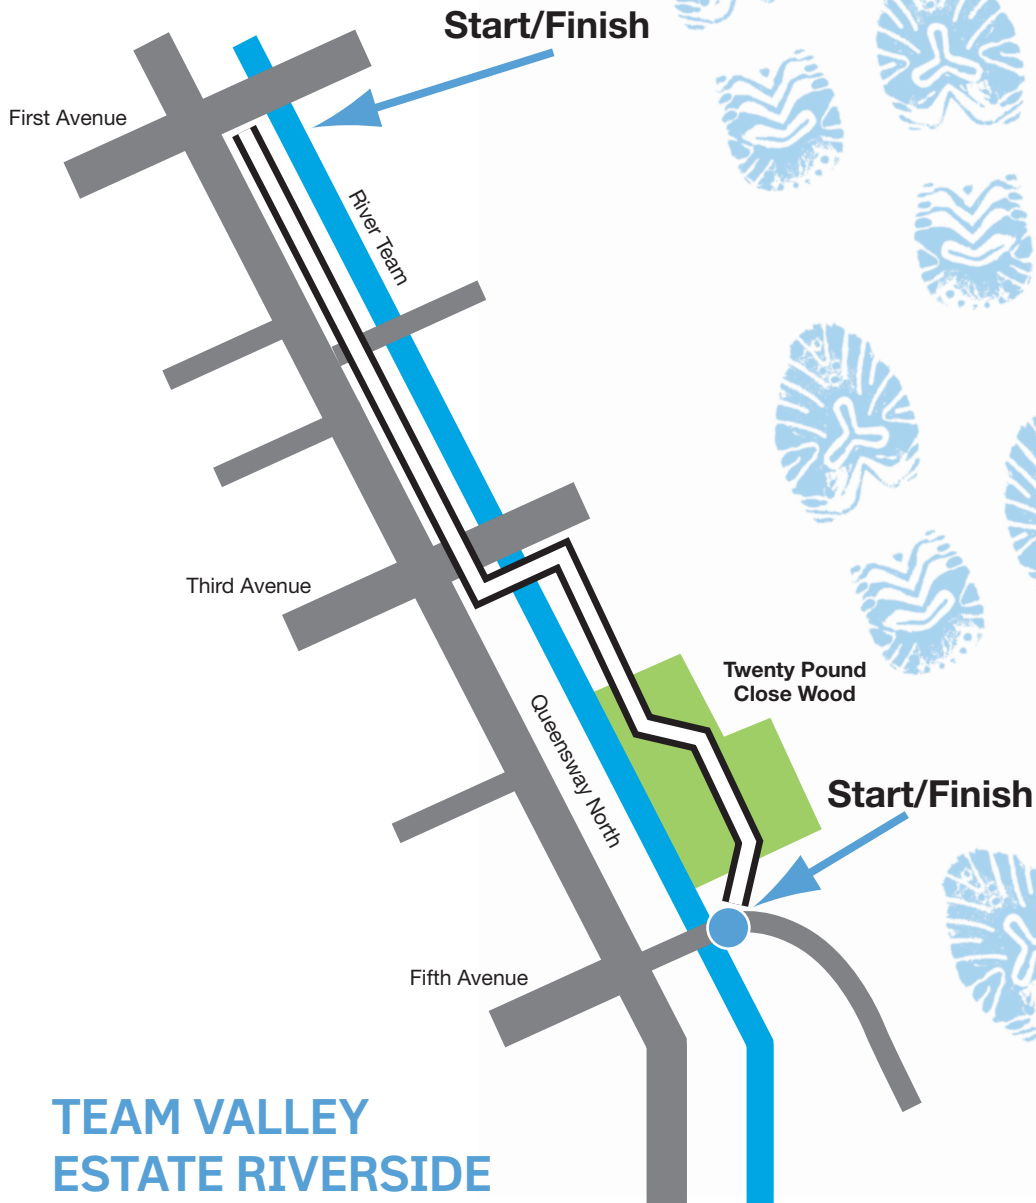 Start/Finish
First Avenue
River Team
Third Avenue
Twenty Pound
Close Wood
Queensway North
Start/Finish
Fifth Avenue
TEAM VALLEY
ESTATE RIVERSIDE